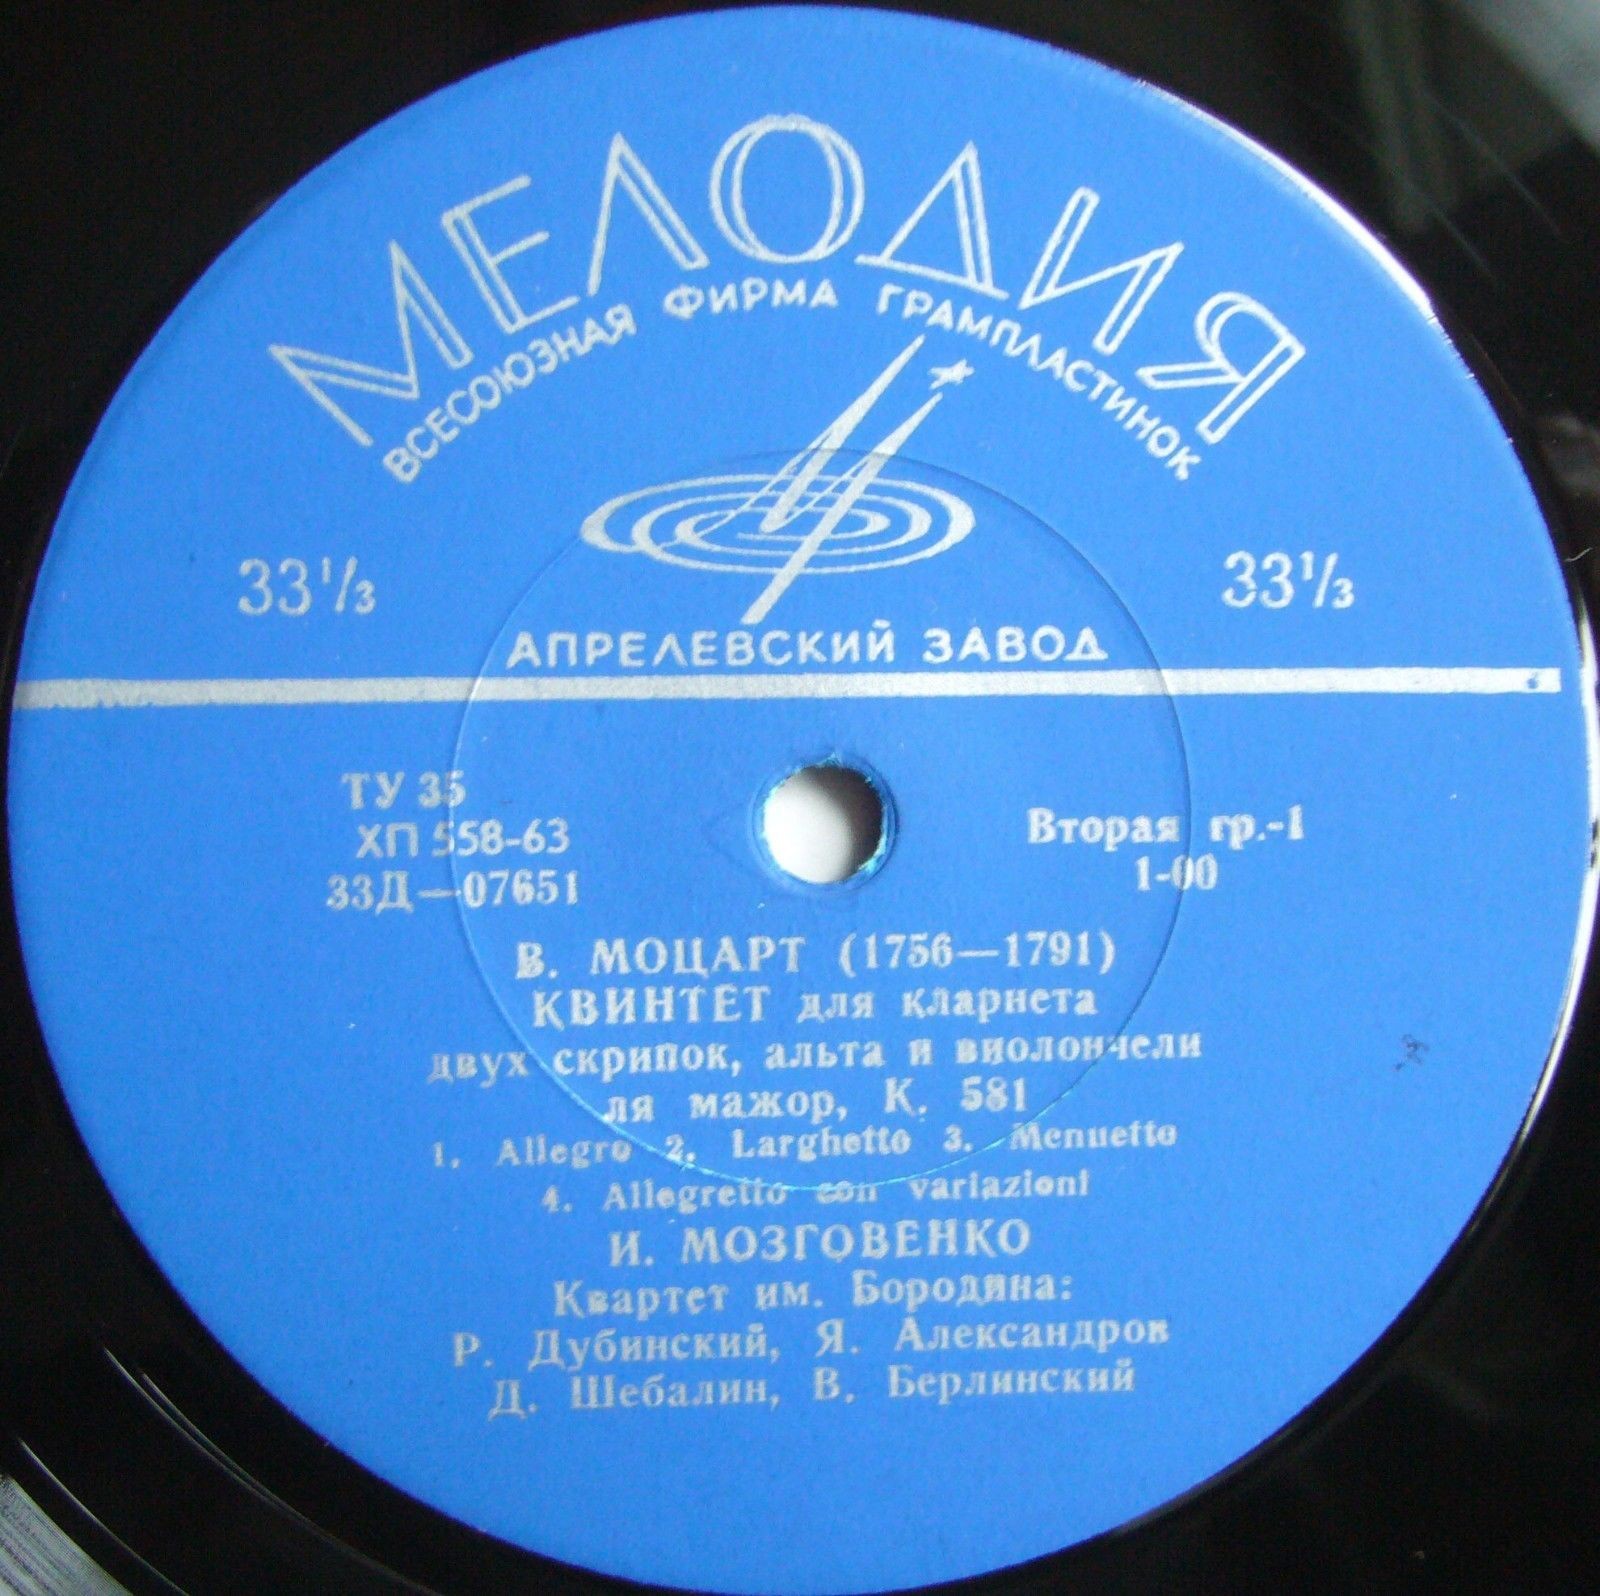 МЕЛОДИЯ
ВСЕСОЮЗНАЯ ФИРМА ГРАМПЛАСТИНОК
33⅓ 33⅓
АПРЕЛЕВСКИЙ ЗАВОД
ТУ 35
ХП 558-63
33Д—07651
Вторая гр.-1
1-00
В. МОЦАРТ (1756—1791)
КВИНТЕТ для кларнета
двух скрипок, альта и виолончели
ля мажор, К. 581
1. Allegro 2. Larghetto 3. Menuetto
4. Allegretto con variazioni
И. МОЗГОВЕНКО
Квартет им. Бородина:
Р. Дубинский, Я. Александров
Д. Шебалин, В. Берлинский